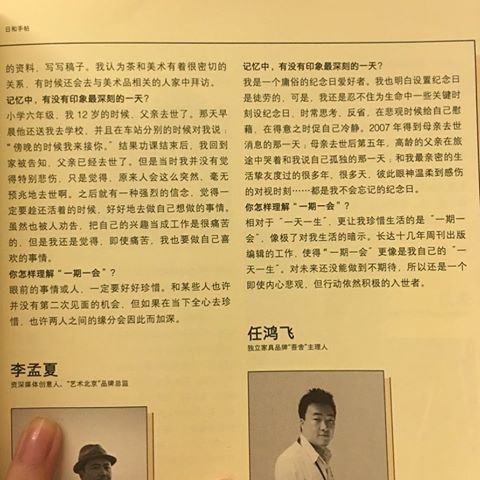 日和手帖
的资料，写写稿子。我认为茶和美术有着很密切的
关系，有时候还会去与美术品相关的人家中拜访。
记忆中，有没有印象最深刻的一天？
小学六年级，我 12 岁的时候，父亲去世了。那天早
晨他还送我去学校，并且在车站分别的时候对我说：
“傍晚的时候我来接你。”结果功课结束后，我回到
家被告知，父亲已经去世了。但是当时我并没有觉
得特别悲伤，只是觉得，原来人会这么突然、毫无
预兆地去世啊。之后就有一种强烈的信念，觉得一
定要趁还活着的时候，好好地去做自己想做的事情。
虽然也被人劝告，把自己的兴趣当成工作是很痛苦
的，但是我还是觉得，即使痛苦，我也要做自己喜
欢的事情。
你怎样理解“一期一会”？
眼前的事情或人，一定要好好珍惜。和某些人也许
并没有第二次见面的机会，但如果在当下全心去珍
惜，也许两人之间的缘分会因此而加深。
李孟夏
资深媒体创意人、“艺术北京”品牌总监
记忆中，有没有印象最深刻的一天？
我是一个庸俗的纪念日爱好者。我也明白设置纪念日
是徒劳的，可是，我还是忍不住为生命中一些关键时
刻设纪念日，时常思考、反省，在悲观时候给自己慰
藉，在得意之时促自己冷静。2007 年得到母亲去世
消息的那一天；母亲去世后第五年，高龄的父亲在旅
途中哭着和我说自己孤独的那一天；和我最亲密的生
活挚友度过的很多年，很多天，彼此眼神温柔到感伤
的对视时刻……都是我不会忘记的纪念日。
你怎样理解“一期一会”？
相对于“一天一生”，更让我珍惜生活的是“一期一
会”，像极了对我生活的暗示。长达十几年周刊出版
编辑的工作，使得“一期一会”更像是我自己的“一
天一生”。对未来还没能做到不期待，所以还是一个
即使内心悲观，但行动依然积极的入世者。
任鸿飞
独立家具品牌“吾舍”主理人